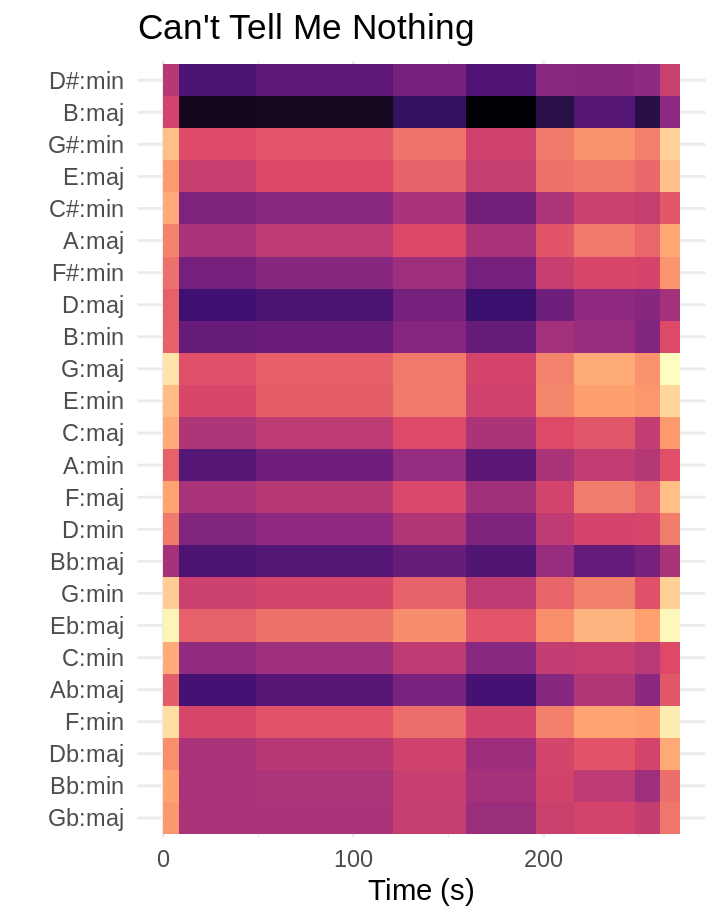 Can't Tell Me Nothing
D#:min
B:maj
G#:min
E:maj
C#:min
A:maj
F#:min
D:maj
B:min
G:maj
E:min
C:maj
A:min
F:maj
D:min
Bb:maj
G:min
Eb:maj
C:min
Ab:maj
F:min
Db:maj
Bb:min
Gb:maj
0 100 200
Time (s)